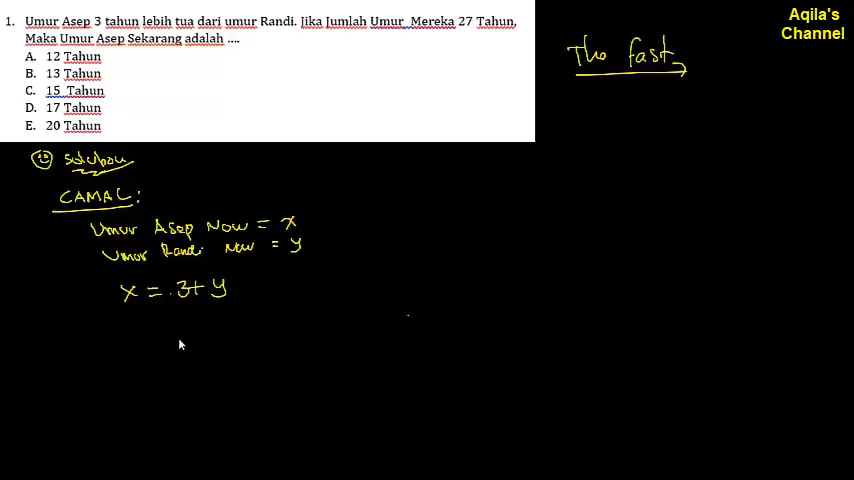 1. Umur Asep 3 tahun lebih tua dari umur Randi. Jika Jumlah Umur Mereka 27 Tahun,
Maka Umur Asep Sekarang adalah ....
A. 12 Tahun
B. 13 Tahun
C. 15 Tahun
D. 17 Tahun
E. 20 Tahun
Aqila's
Channel
The fast
Solution
CAMAL:
Umur Asep Now = x
Umur Randi Now = y
x = 3 + y